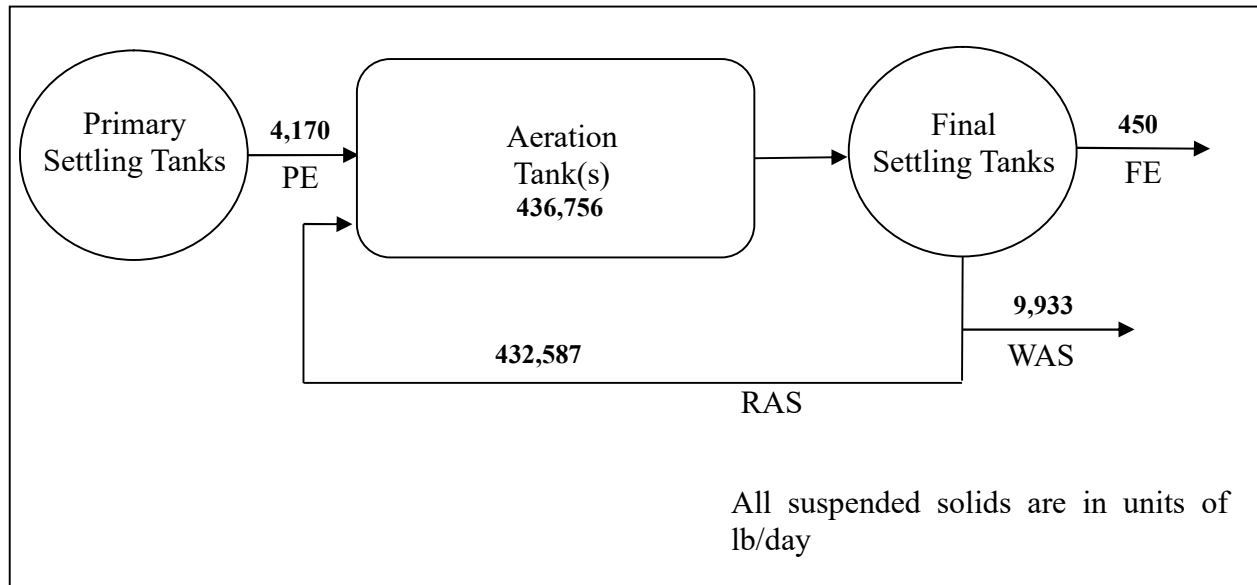 Primary
Settling Tanks
4,170
PE
Aeration
Tank(s)
436,756
Final
Settling Tanks
450
FE
9,933
WAS
432,587
RAS
All suspended solids are in units of
lb/day